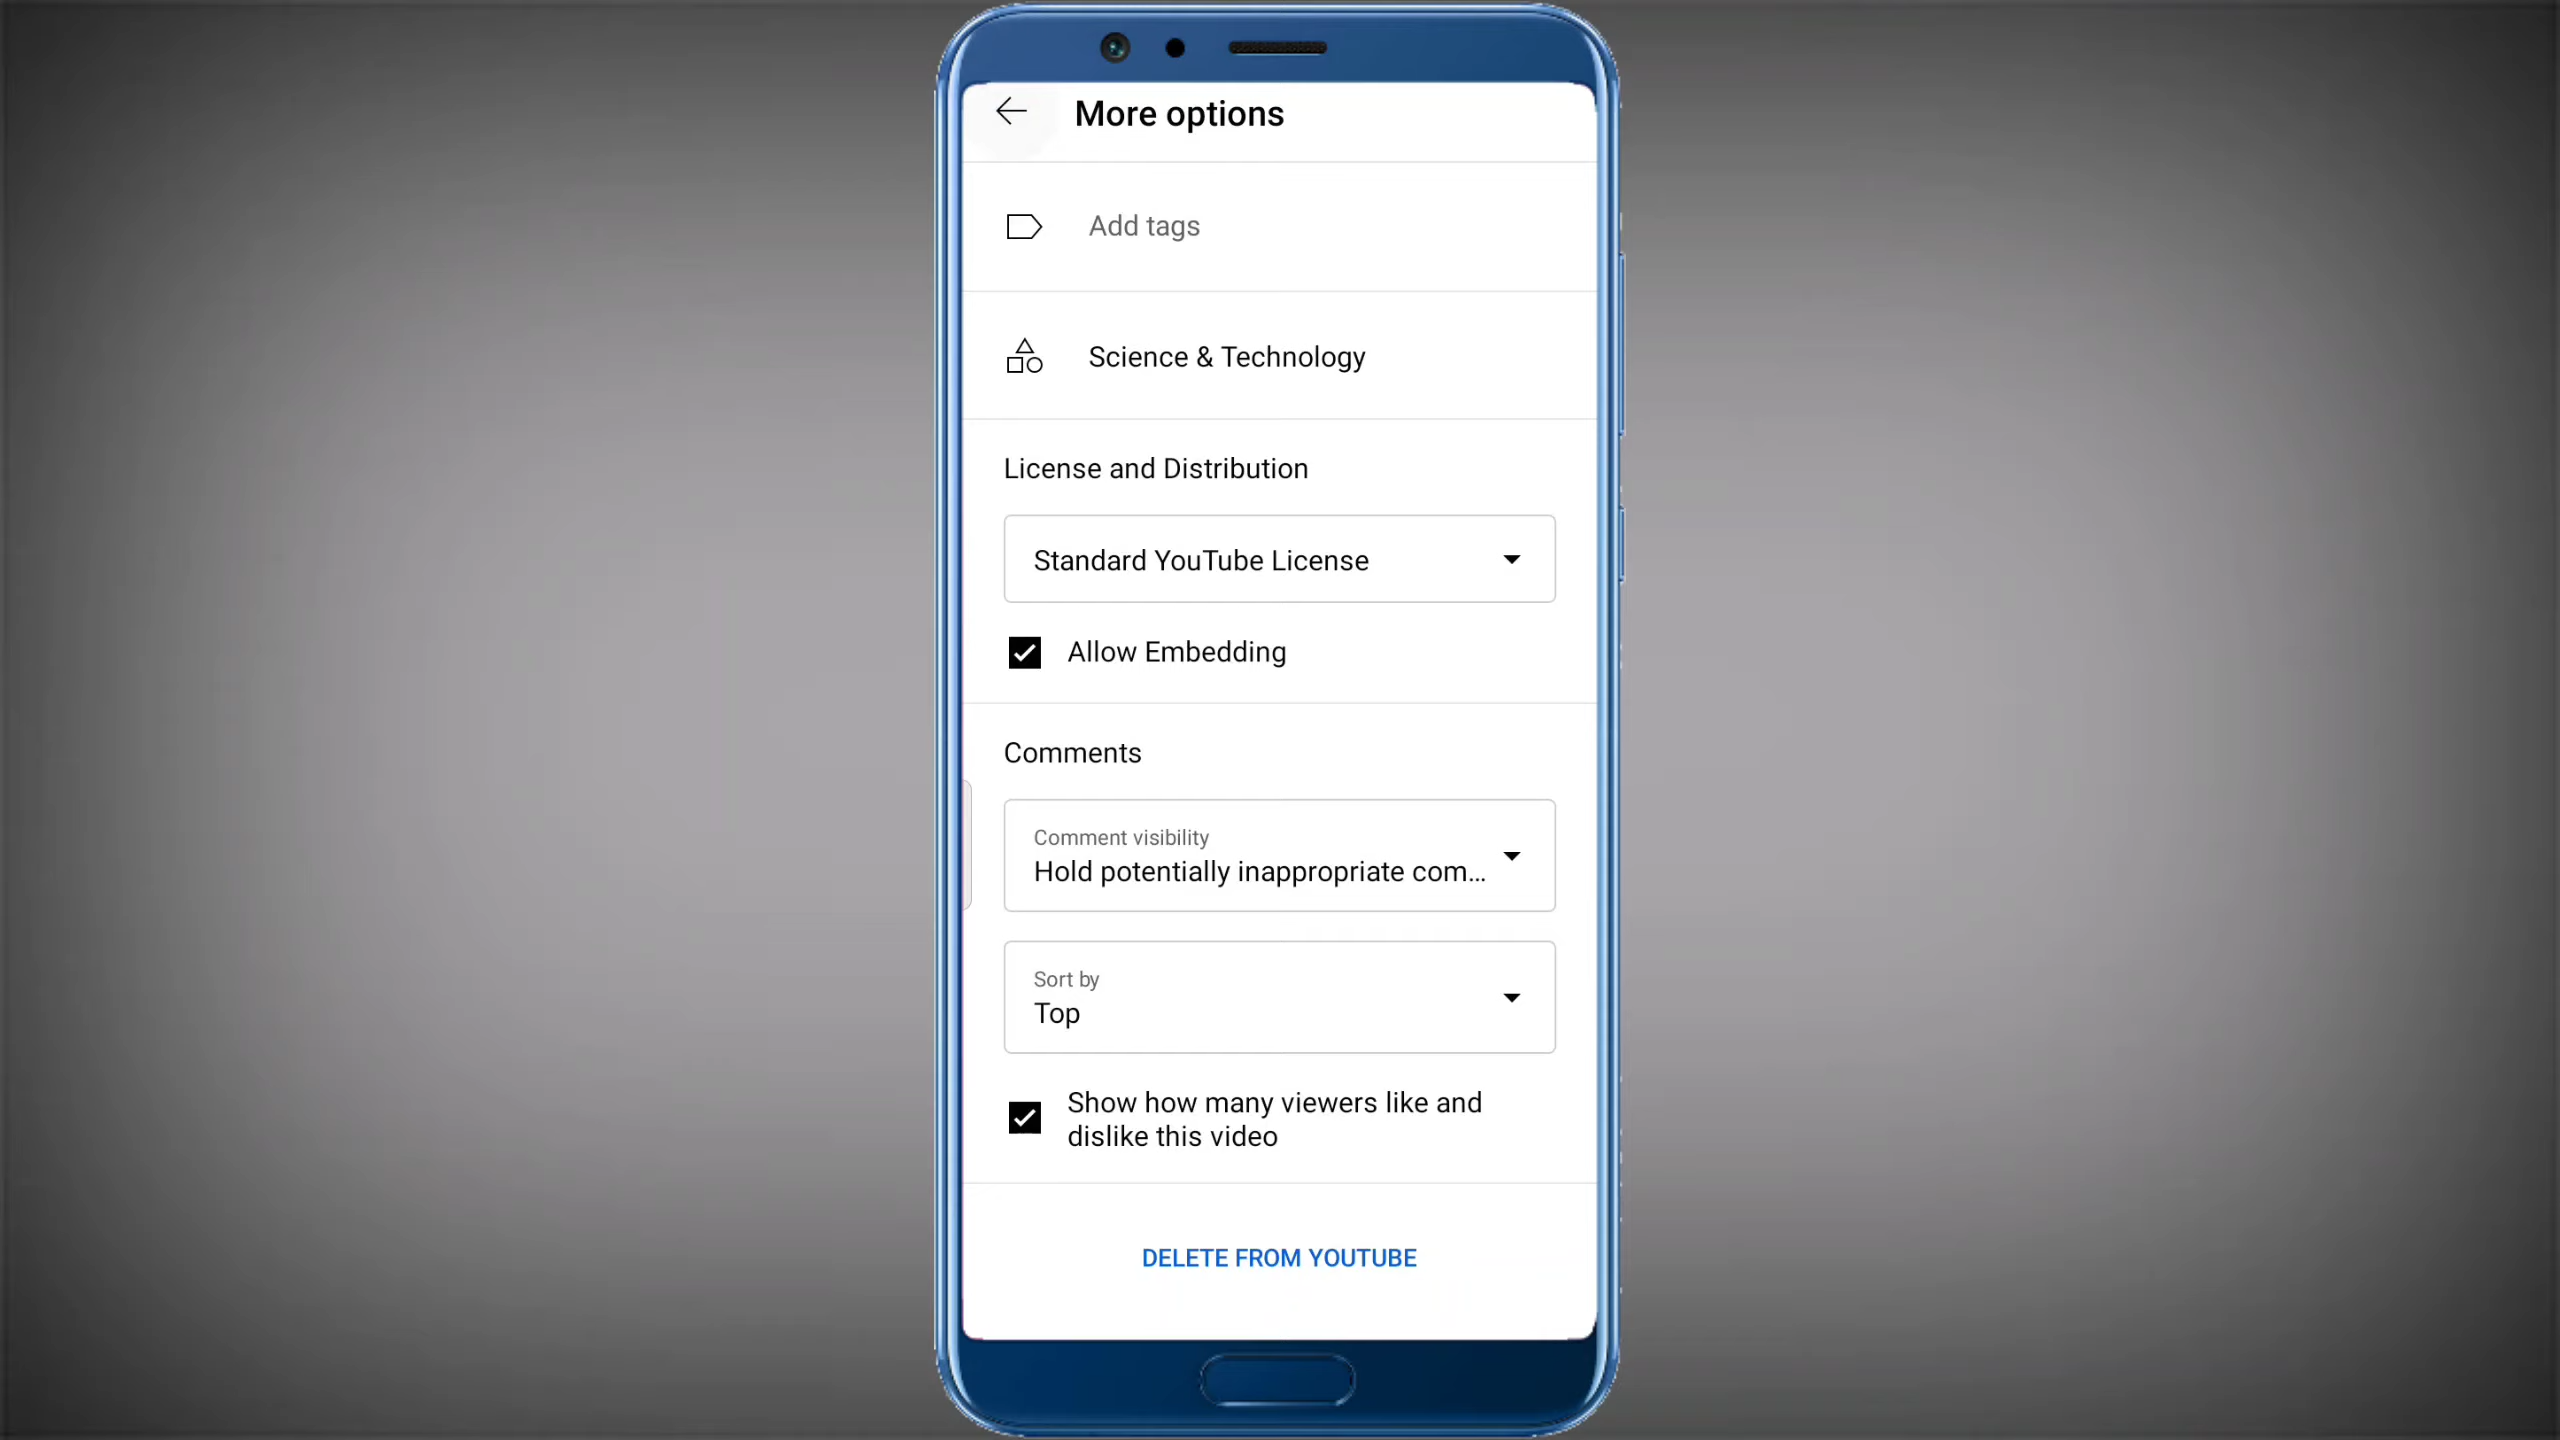 More options
Add tags
Science & Technology
License and Distribution
Standard YouTube License
Allow Embedding
Comments
Comment visibility
Hold potentially inappropriate com...
Sort by
Top
Show how many viewers like and
dislike this video
DELETE FROM YOUTUBE